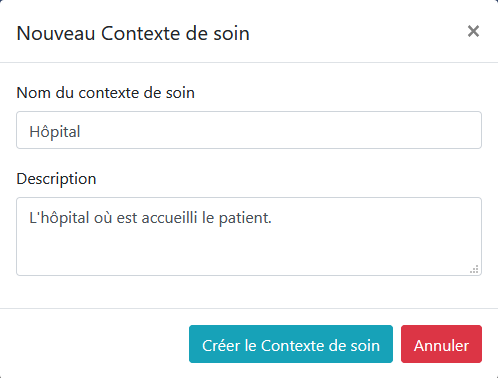 Nouveau Contexte de soin ×
Nom du contexte de soin
Hôpital
Description
L'hôpital où est accueilli le patient.
Créer le Contexte de soin Annuler